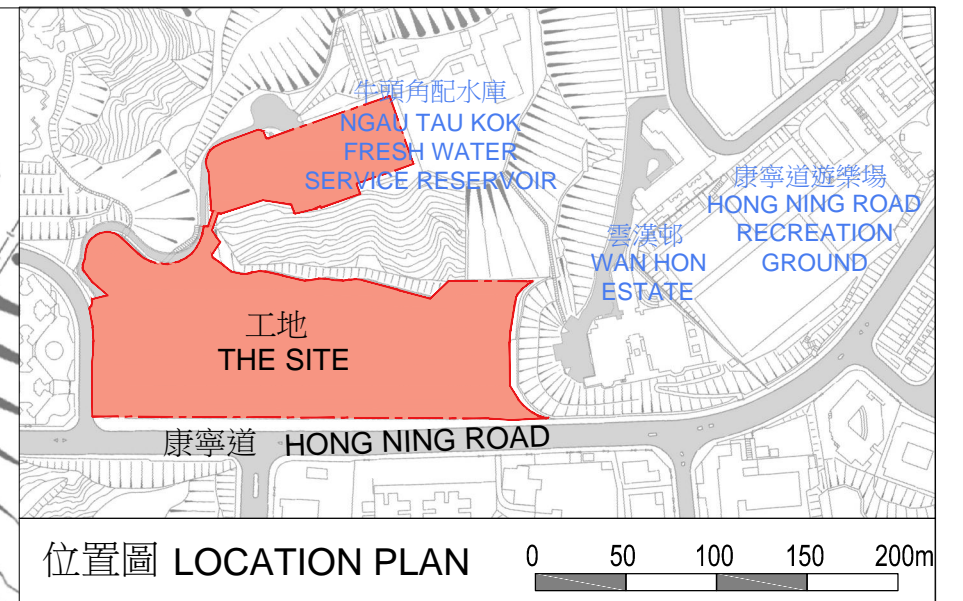 牛頭角配水庫
NGAU TAU KOK
FRESH WATER
SERVICE RESERVOIR
康寧道遊樂場
HONG NING ROAD
RECREATION
GROUND
雲漢邨
WAN HON
ESTATE
工地
THE SITE
康寧道 HONG NING ROAD
位置圖 LOCATION PLAN
0 50 100 150 200m